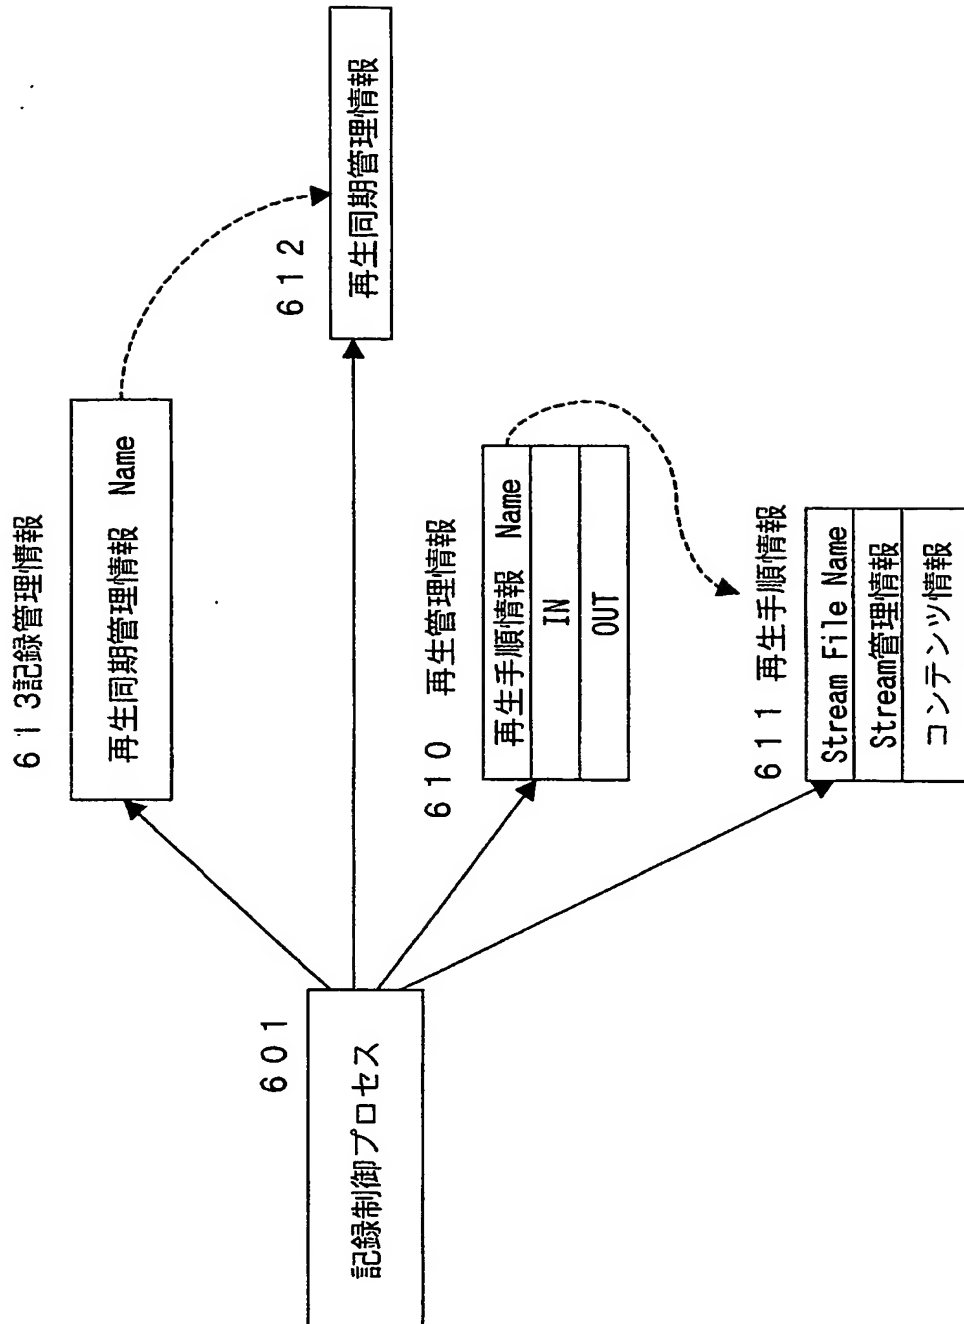 613記録管理情報
再生同期管理情報 Name
612
再生同期管理情報
601
記録制御プロセス
610 再生管理情報
再生手順情報 Name
IN
OUT
611 再生手順情報
Stream File Name
Stream管理情報
コンテンツ情報